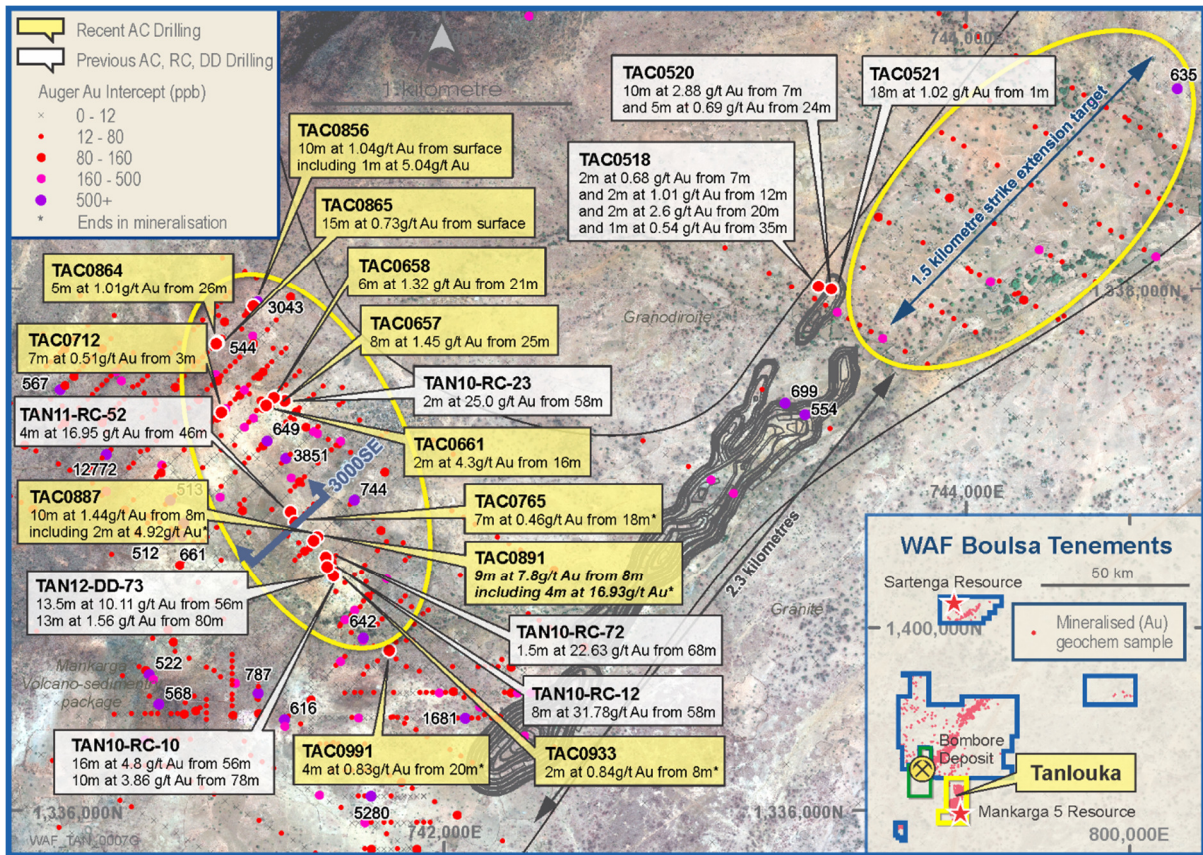 Recent AC Drilling
Previous AC, RC, DD Drilling
Auger Au Intercept (ppb)
0 - 12
12 - 80
80 - 160
160 - 500
500+
* Ends in mineralisation
1 kilometre
744,000E
635
TAC0520
10m at 2.88 g/t Au from 7m
and 5m at 0.69 g/t Au from 24m
TAC0521
18m at 1.02 g/t Au from 1m
TAC0518
2m at 0.68 g/t Au from 7m
and 2m at 1.01 g/t Au from 12m
and 2m at 2.6 g/t Au from 20m
and 1m at 0.54 g/t Au from 35m
1.5 kilometre strike extension target
1,338,000N
TAC0856
10m at 1.04g/t Au from surface
including 1m at 5.04g/t Au
TAC0865
15m at 0.73g/t Au from surface
TAC0864
5m at 1.01g/t Au from 26m
TAC0658
6m at 1.32 g/t Au from 21m
3043
544
Granodiroite
TAC0712
7m at 0.51g/t Au from 3m
TAC0657
8m at 1.45 g/t Au from 25m
567
TAN10-RC-23
2m at 25.0 g/t Au from 58m
699
554
TAN11-RC-52
4m at 16.95 g/t Au from 46m
649
TAC0661
2m at 4.3g/t Au from 16m
3851
12772
3000SE
513
744
744,000E
TAC0887
10m at 1.44g/t Au from 8m
including 2m at 4.92g/t Au*
TAC0765
7m at 0.46g/t Au from 18m*
512
661
TAC0891
9m at 7.8g/t Au from 8m
including 4m at 16.93g/t Au*
2.3 kilometres
TAN12-DD-73
13.5m at 10.11 g/t Au from 56m
13m at 1.56 g/t Au from 80m
Granite
642
TAN10-RC-72
1.5m at 22.63 g/t Au from 68m
Mankarga
Volcano-sediment
package
522
568
787
616
TAN10-RC-12
8m at 31.78g/t Au from 58m
1681
TAN10-RC-10
16m at 4.8 g/t Au from 56m
10m at 3.86 g/t Au from 78m
TAC0991
4m at 0.83g/t Au from 20m*
TAC0933
2m at 0.84g/t Au from 8m*
1,336,000N
5280
742,000E
1,336,000N
WAF_TAN_0007G
WAF Boulsa Tenements
Sartenga Resource
50 km
1,400,000N
Mineralised (Au)
geochem sample
Bombore
Deposit
Tanlouka
Mankarga 5 Resource
800,000E